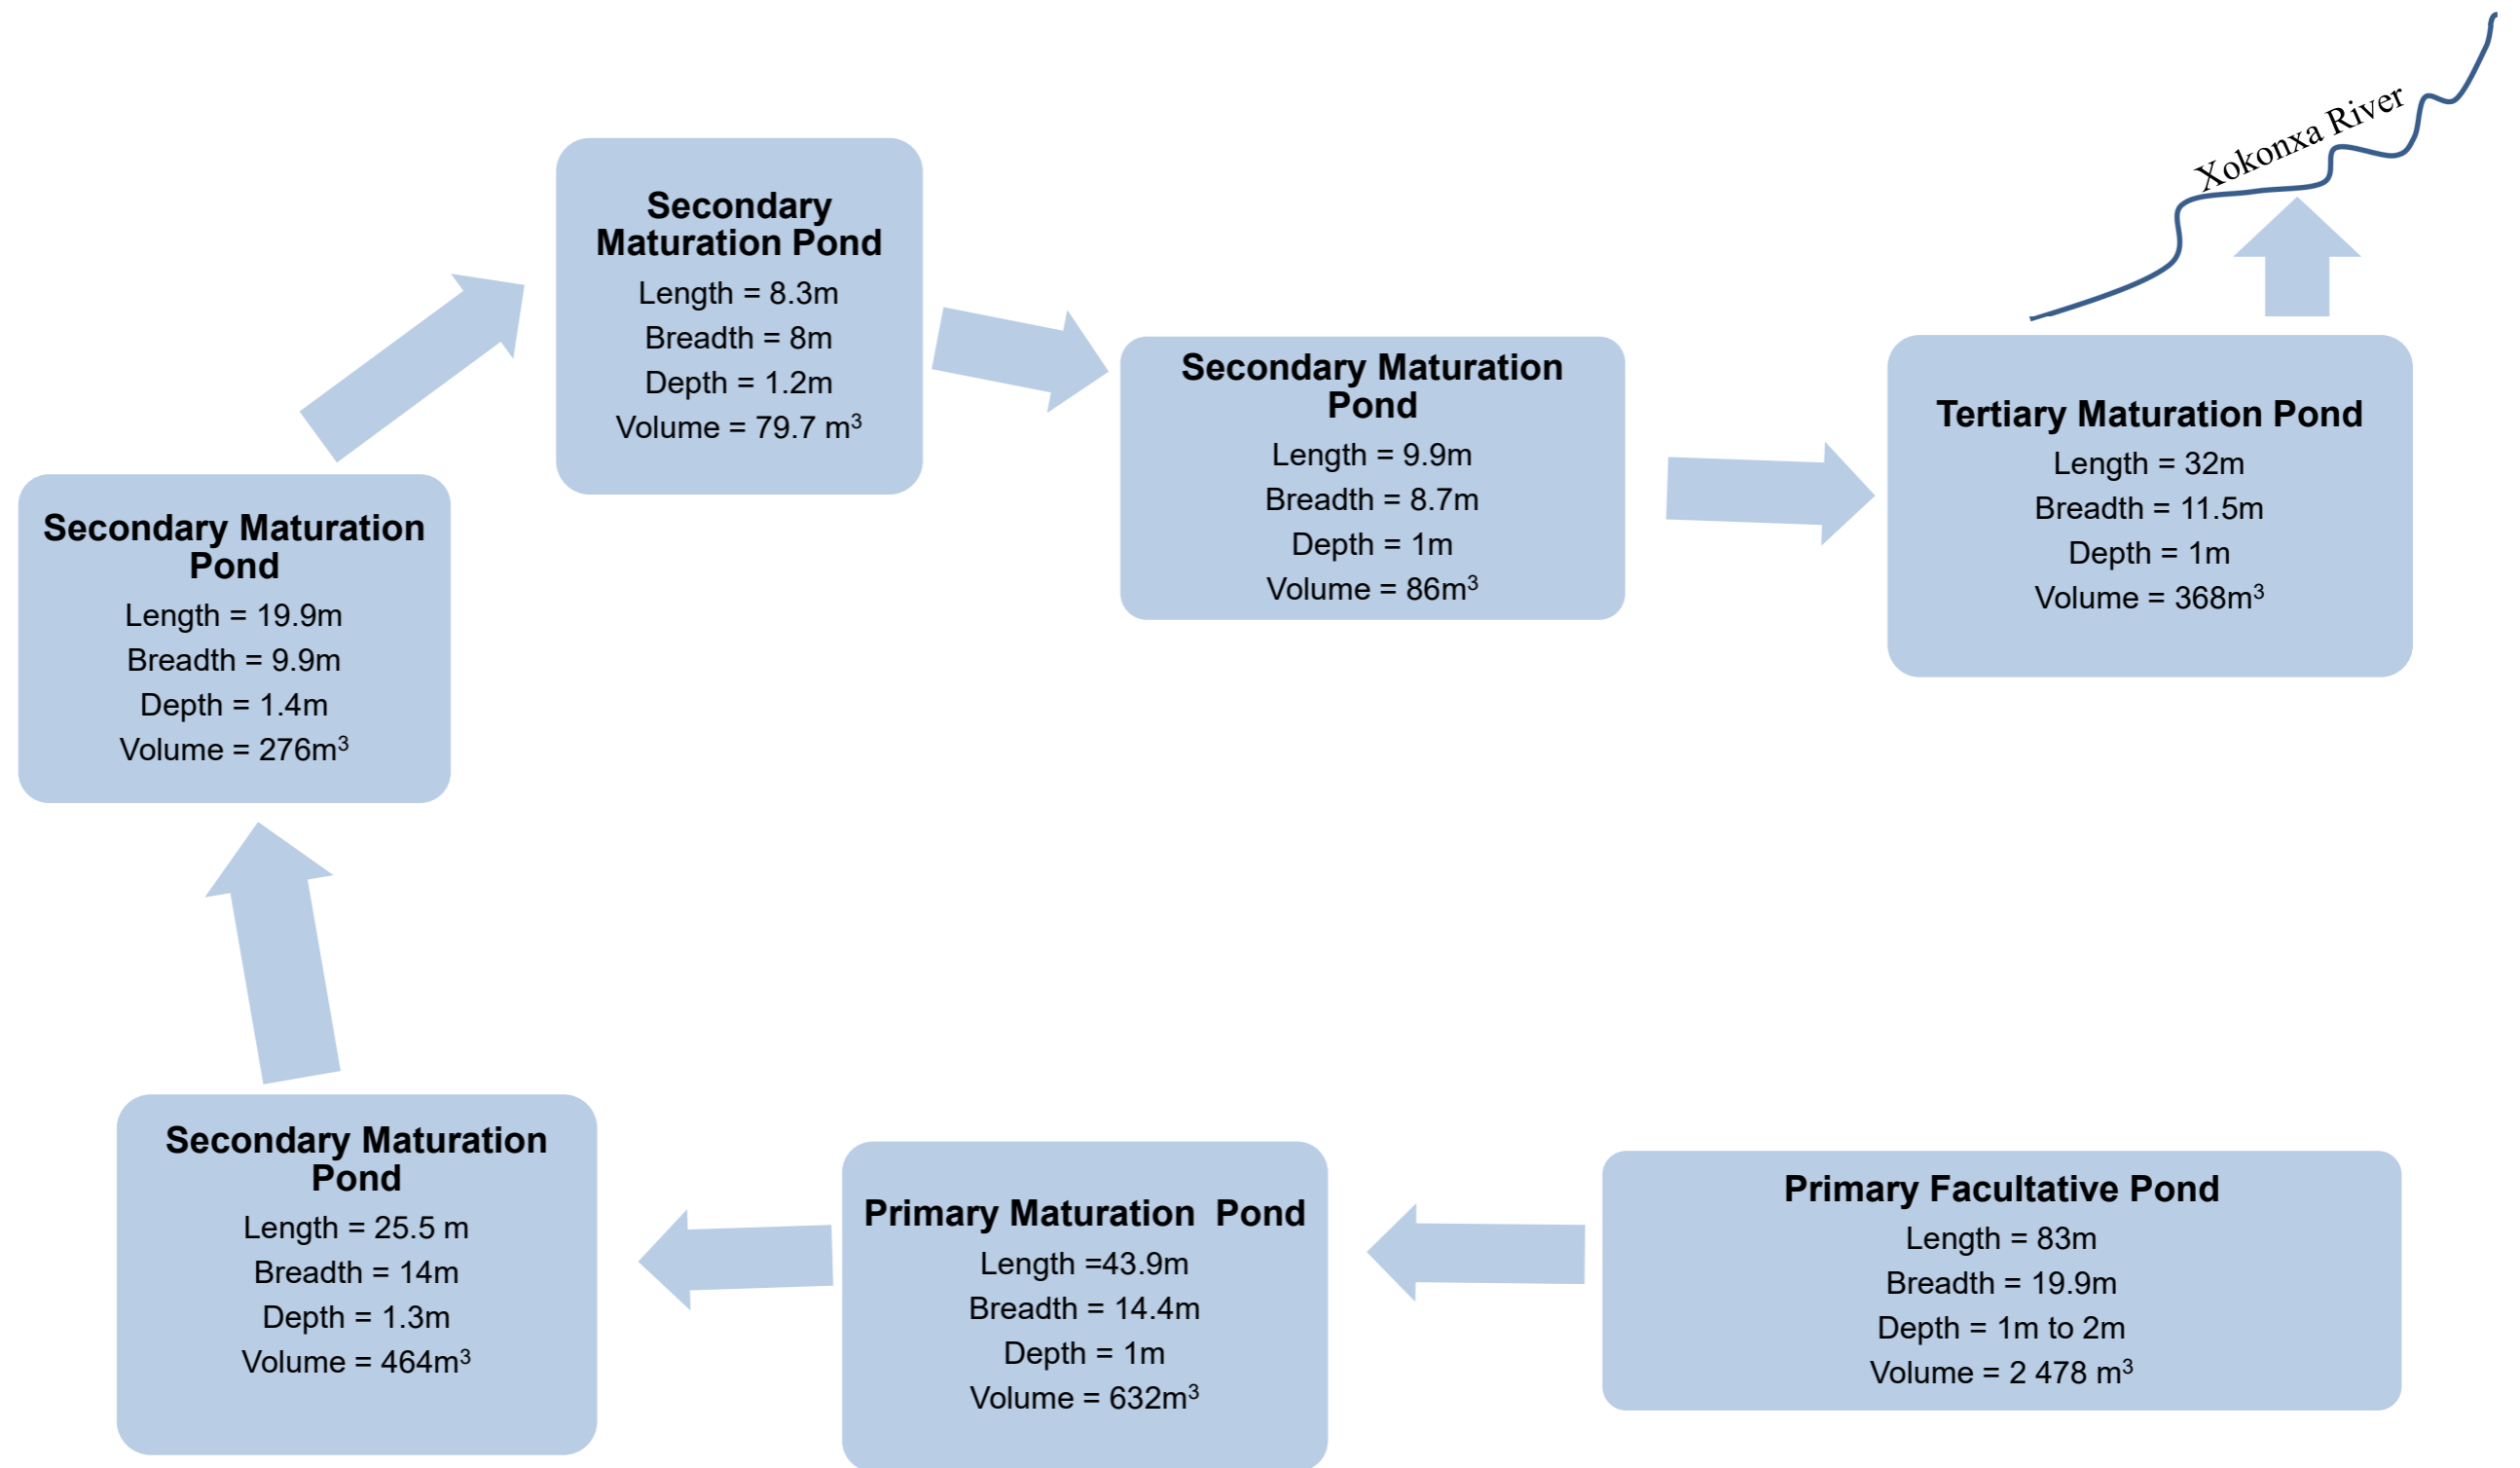 Xokonxa River
Secondary
Maturation Pond
Length = 8.3m
Breadth = 8m
Depth = 1.2m
Volume = 79.7 m³
Secondary Maturation
Pond
Length = 9.9m
Breadth = 8.7m
Depth = 1m
Volume = 86m³
Tertiary Maturation Pond
Length = 32m
Breadth = 11.5m
Depth = 1m
Volume = 368m³
Secondary Maturation
Pond
Length = 19.9m
Breadth = 9.9m
Depth = 1.4m
Volume = 276m³
Secondary Maturation
Pond
Length = 25.5 m
Breadth = 14m
Depth = 1.3m
Volume = 464m³
Primary Maturation  Pond
Length =43.9m
Breadth = 14.4m
Depth = 1m
Volume = 632m³
Primary Facultative Pond
Length = 83m
Breadth = 19.9m
Depth = 1m to 2m
Volume = 2 478 m³